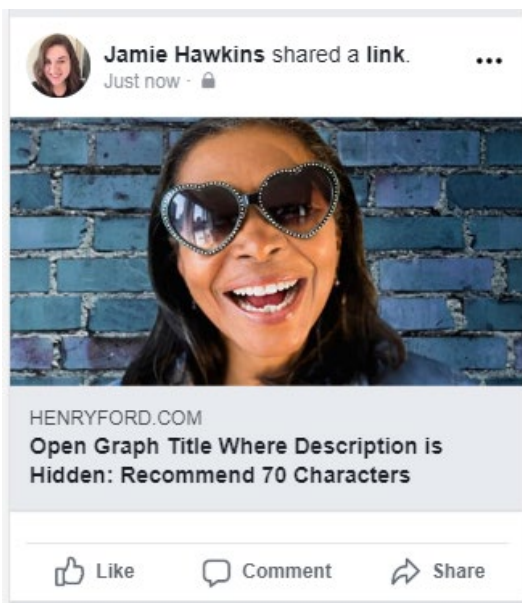 Jamie Hawkins shared a link.
Just now ·
HENRYFORD.COM
Open Graph Title Where Description is
Hidden: Recommend 70 Characters
Like Comment Share